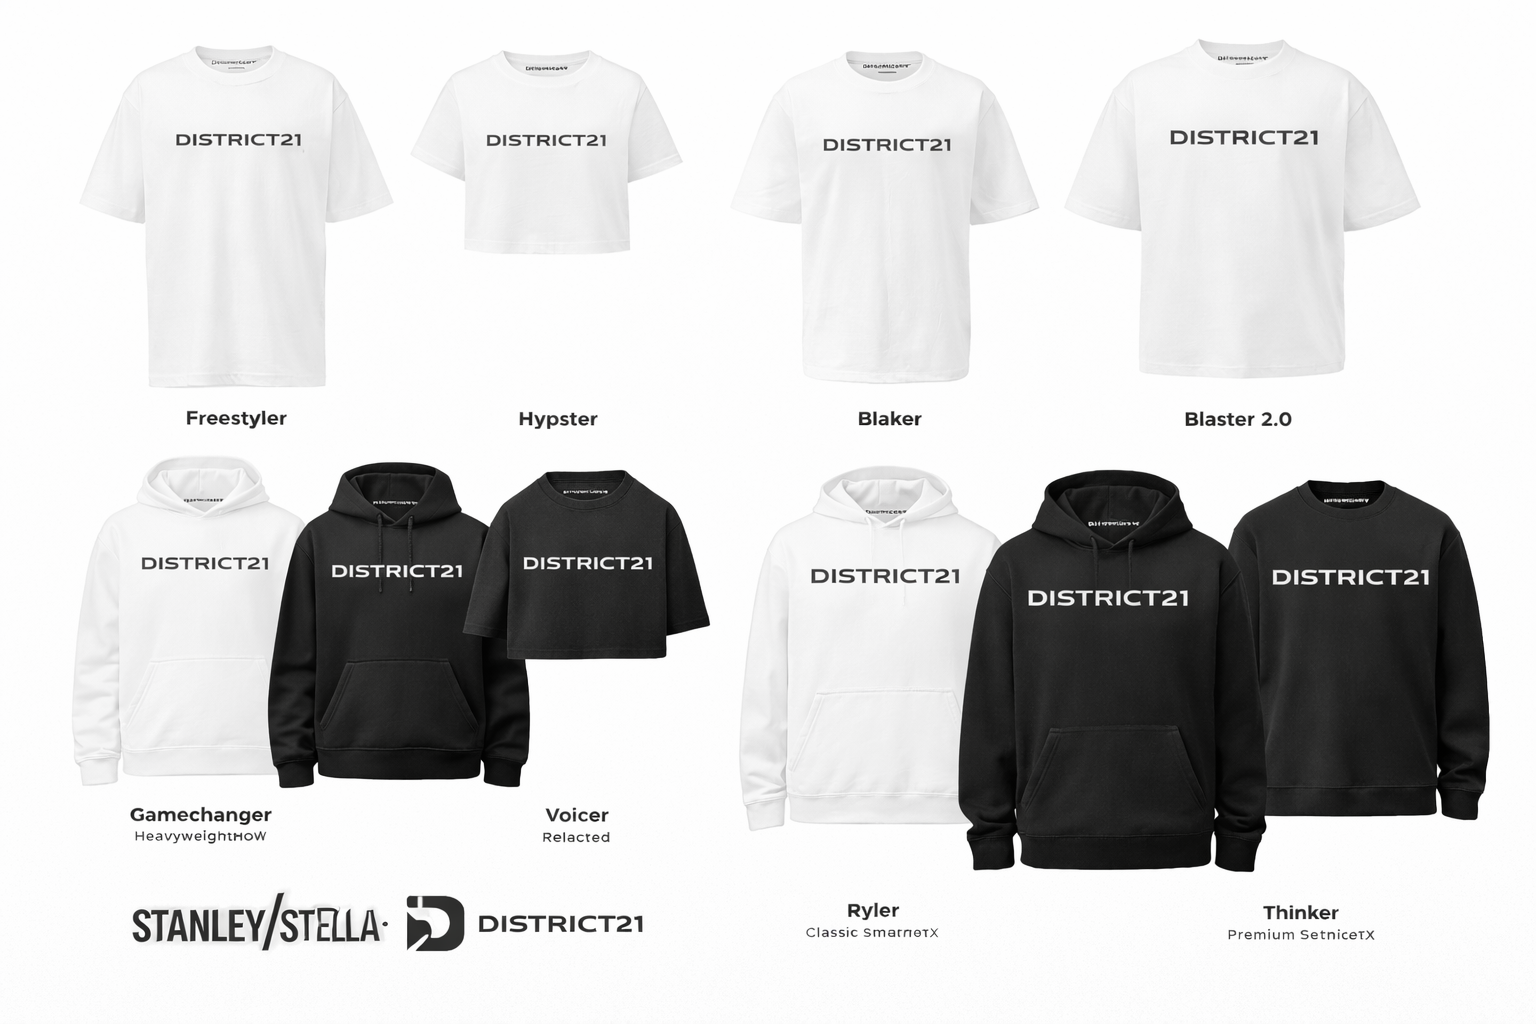 DISTRICT21
DISTRICT21
DISTRICT21
DISTRICT21
Freestyler
Hypster
Blaker
Blaster 2.0
DISTRICT21
DISTRICT21
DISTRICT21
DISTRICT21
DISTRICT21
DISTRICT21
Gamechanger
HeavyweightHOW
Voicer
Relacted
Ryler
Classic SmarneTX
Thinker
Premium SetniceTX
STANLEY/STELLA
DISTRICT21